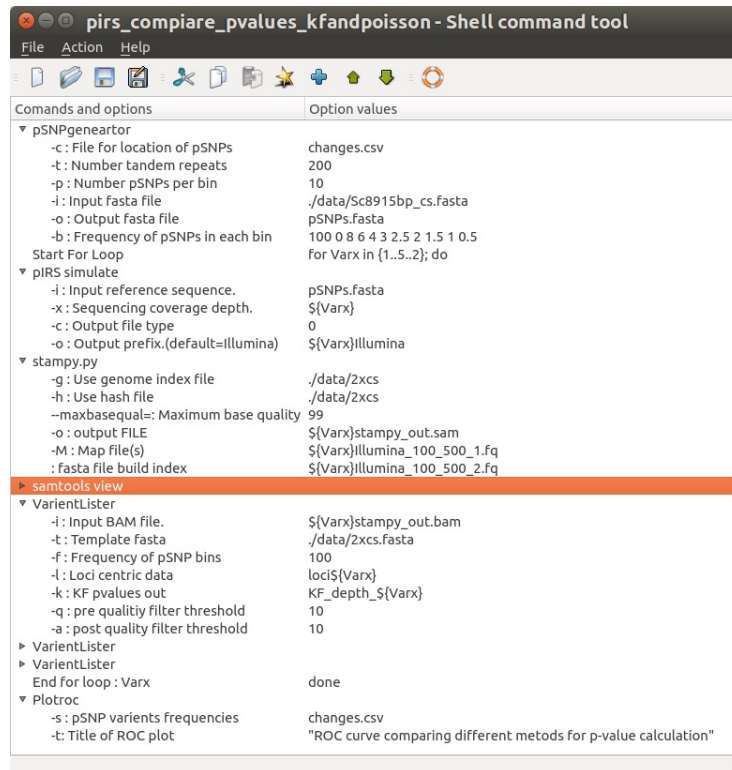 pirs_compiare_pvalues_kfandpoisson - Shell command tool
File Action Help
Comands and options Option values
pSNPgeneartor
-c : File for location of pSNPs changes.csv
-t : Number tandem repeats 200
-p : Number pSNPs per bin 10
-i : Input fasta file ./data/Sc8915bp_cs.fasta
-o : Output fasta file pSNPs.fasta
-b : Frequency of pSNPs in each bin 100 0 8 6 4 3 2.5 2 1.5 1 0.5
Start For Loop for Varx in {1..5..2}; do
pIRS simulate
-i : Input reference sequence. pSNPs.fasta
-x : Sequencing coverage depth. ${Varx}
-c : Output file type 0
-o : Output prefix.(default=Illumina) ${Varx}Illumina
stampy.py
-g : Use genome index file ./data/2xcs
-h : Use hash file ./data/2xcs
--maxbasequal=: Maximum base quality 99
-o : output FILE ${Varx}stampy_out.sam
-M : Map file(s) ${Varx}Illumina_100_500_1.fq
: fasta file build index ${Varx}Illumina_100_500_2.fq
samtools view
VarientLister
-i : Input BAM file. ${Varx}stampy_out.bam
-t : Template fasta ./data/2xcs.fasta
-f : Frequency of pSNP bins 100
-l : Loci centric data loci${Varx}
-k : KF pvalues out KF_depth_${Varx}
-q : pre qualitiy filter threshold 10
-a : post quality filter threshold 10
VarientLister
VarientLister
End for loop : Varx done
Plotroc
-s : pSNP varients frequencies changes.csv
-t: Title of ROC plot "ROC curve comparing different metods for p-value calculation"